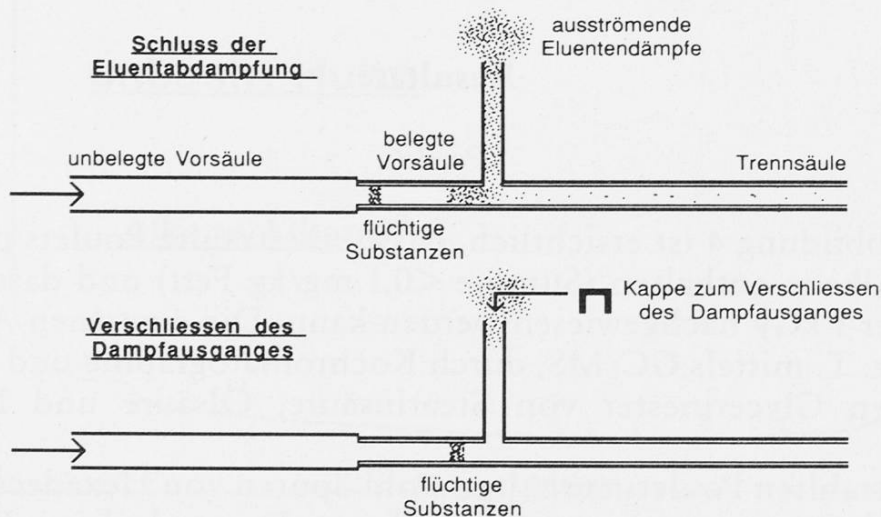 Schluss der
Eluentabdampfung
ausströmende
Eluentendämpfe
unbelegte Vorsäule
belegte
Vorsäule
Trennsäule
flüchtige
Substanzen
Verschliessen des
Dampfausganges
Kappe zum Verschliessen
des Dampfausganges
flüchtige
Substanzen